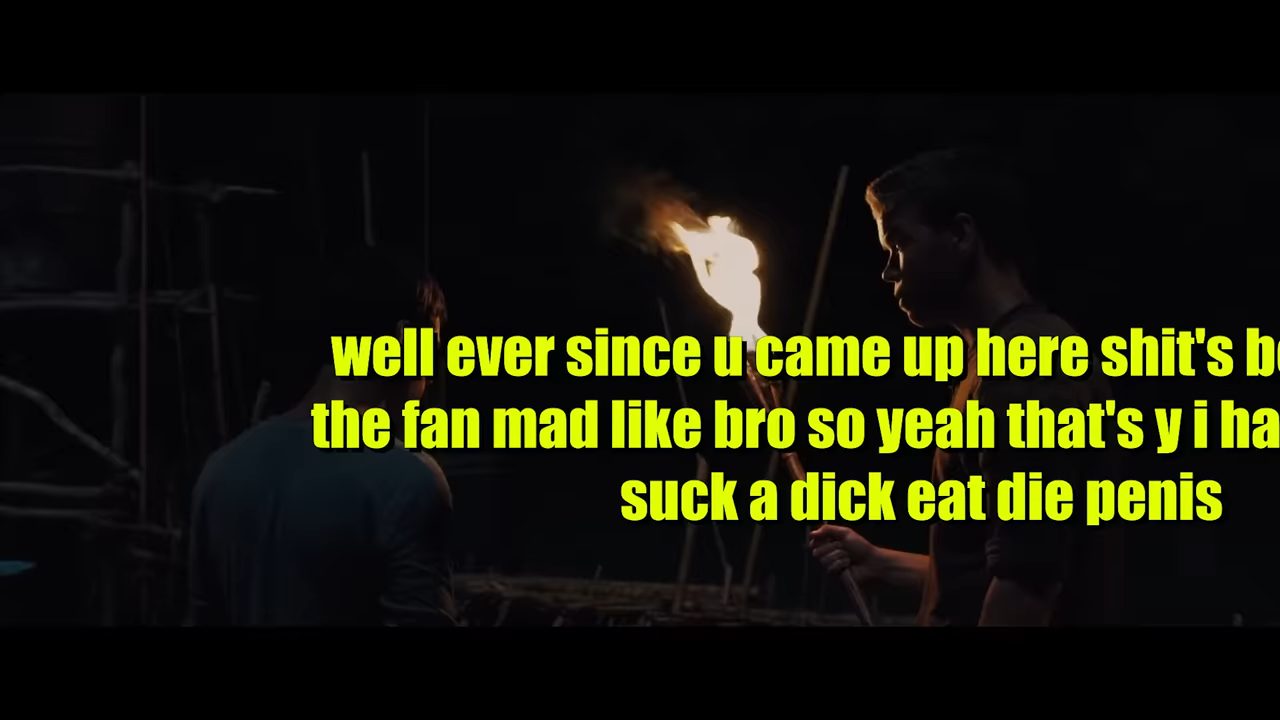 well ever since u came up here shit's
the fan mad like bro so yeah that's y i
suck a dick eat die penis